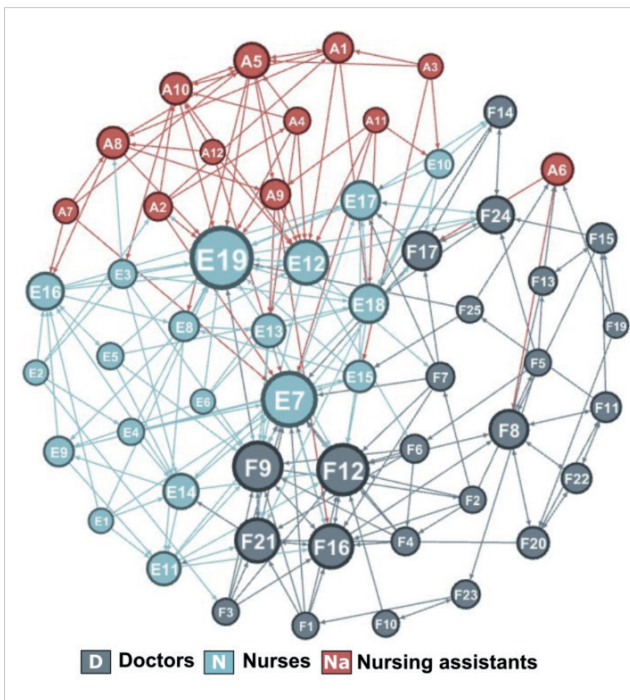 A1
A5
A3
A10
F14
A4
A11
A8
A12
E10
A6
A9
E17
A7
A2
F24
F15
E19
E12
F17
E3
F13
E16
E18
F25
F19
E8
E13
E5
F5
E2
E15
F7
E7
E6
F11
F8
E4
E9
F6
F9
F12
F22
E14
F2
E1
F21
F16
F4
F20
E11
F23
F3
F1
F10
D Doctors N Nurses Na Nursing assistants